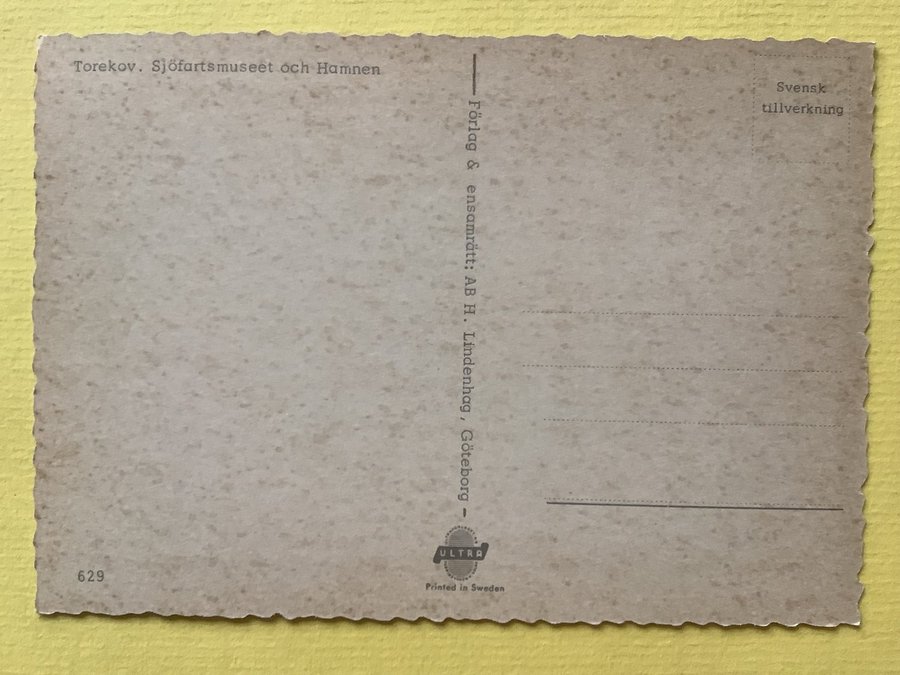 Torekov. Sjöfartsmuseet och Hamnen
Förlag & ensamrätt: AB H. Lindenhag, Göteborg -
Svensk
tillverkning
629
ULTRA
Printed in Sweden